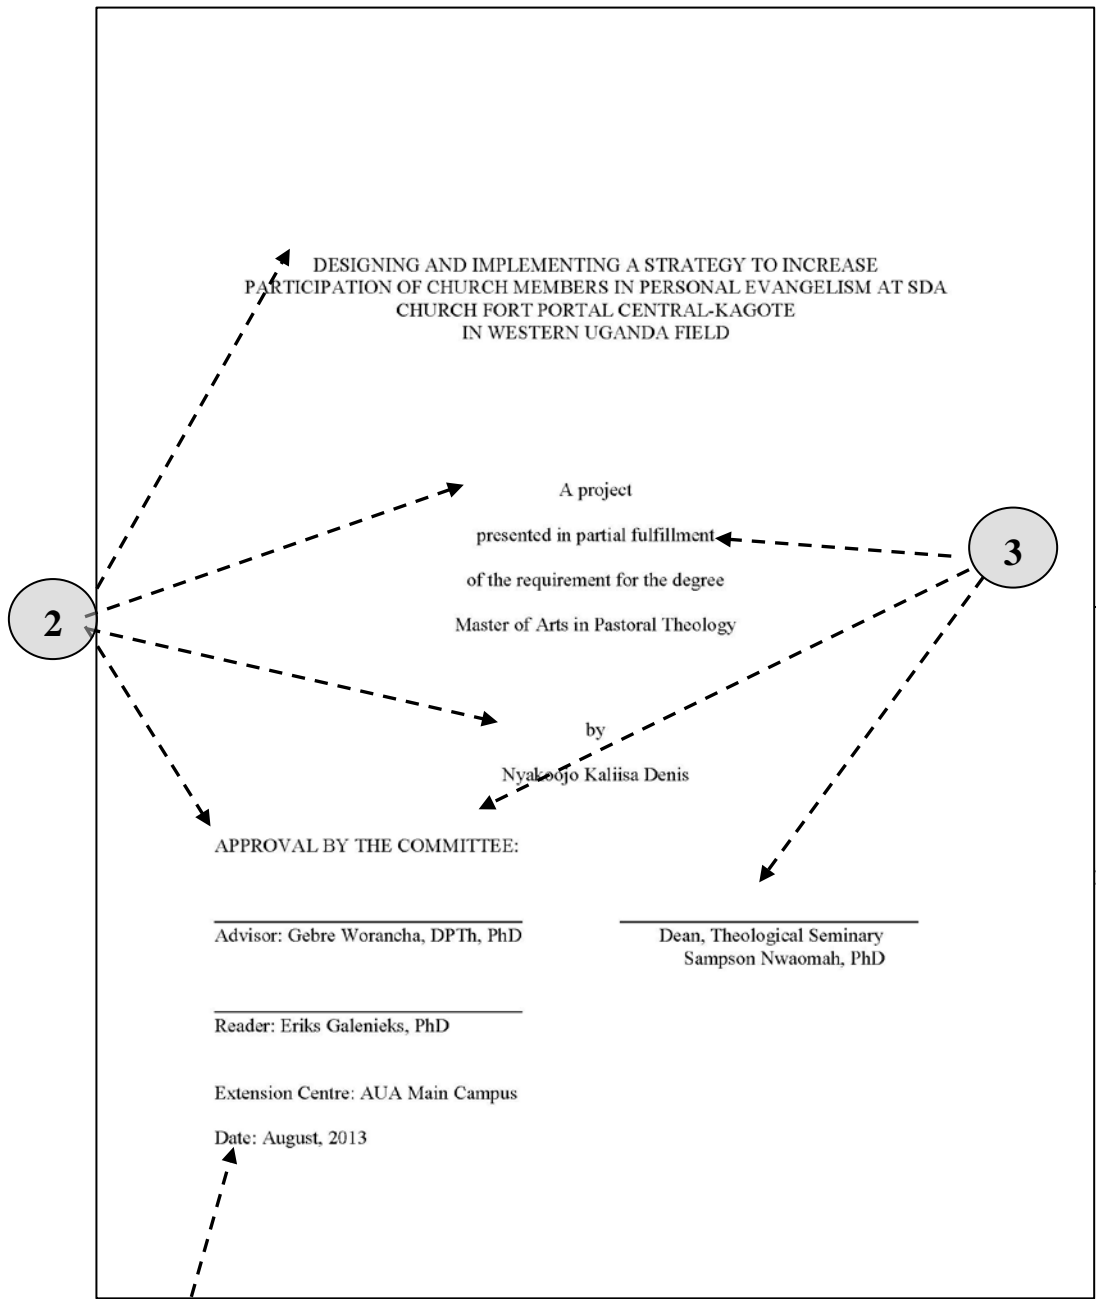 DESIGNING AND IMPLEMENTING A STRATEGY TO INCREASE
PARTICIPATION OF CHURCH MEMBERS IN PERSONAL EVANGELISM AT SDA
CHURCH FORT PORTAL CENTRAL-KAGOTE
IN WESTERN UGANDA FIELD
A project
presented in partial fulfillment
3
of the requirement for the degree
2
Master of Arts in Pastoral Theology
by
Nyakoojo Kaliisa Denis
APPROVAL BY THE COMMITTEE:
Advisor: Gebre Worancha, DPTh, PhD
Dean, Theological Seminary
Sampson Nwaomah, PhD
Reader: Eriks Galenieks, PhD
Extension Centre: AUA Main Campus
Date: August, 2013